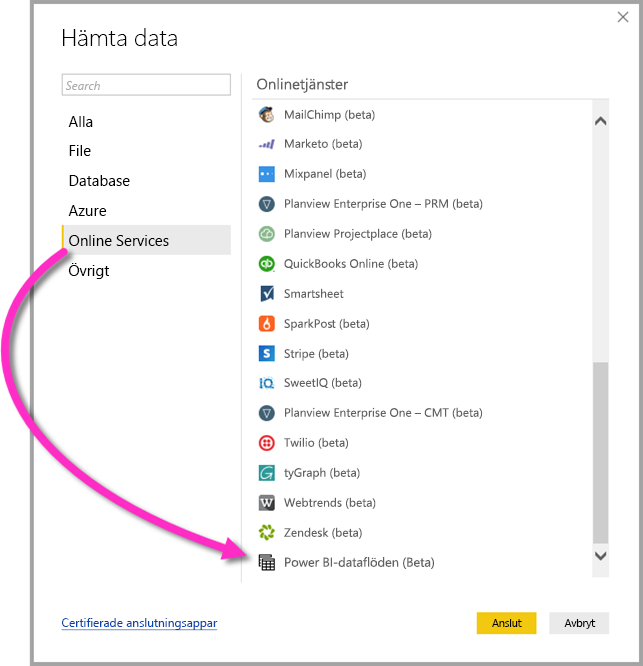 Hämta data
Search
Alla
File
Database
Azure
Online Services
Övrigt
Onlinetjänster
MailChimp (beta)
Marketo (beta)
Mixpanel (beta)
Planview Enterprise One – PRM (beta)
Planview Projectplace (beta)
QuickBooks Online (beta)
Smartsheet
SparkPost (beta)
Stripe (beta)
SweetIQ (beta)
Planview Enterprise One – CMT (beta)
Twilio (beta)
tyGraph (beta)
Webtrends (beta)
Zendesk (beta)
Power BI-dataflöden (Beta)
Certifierade anslutningsappar
Anslut
Avbryt